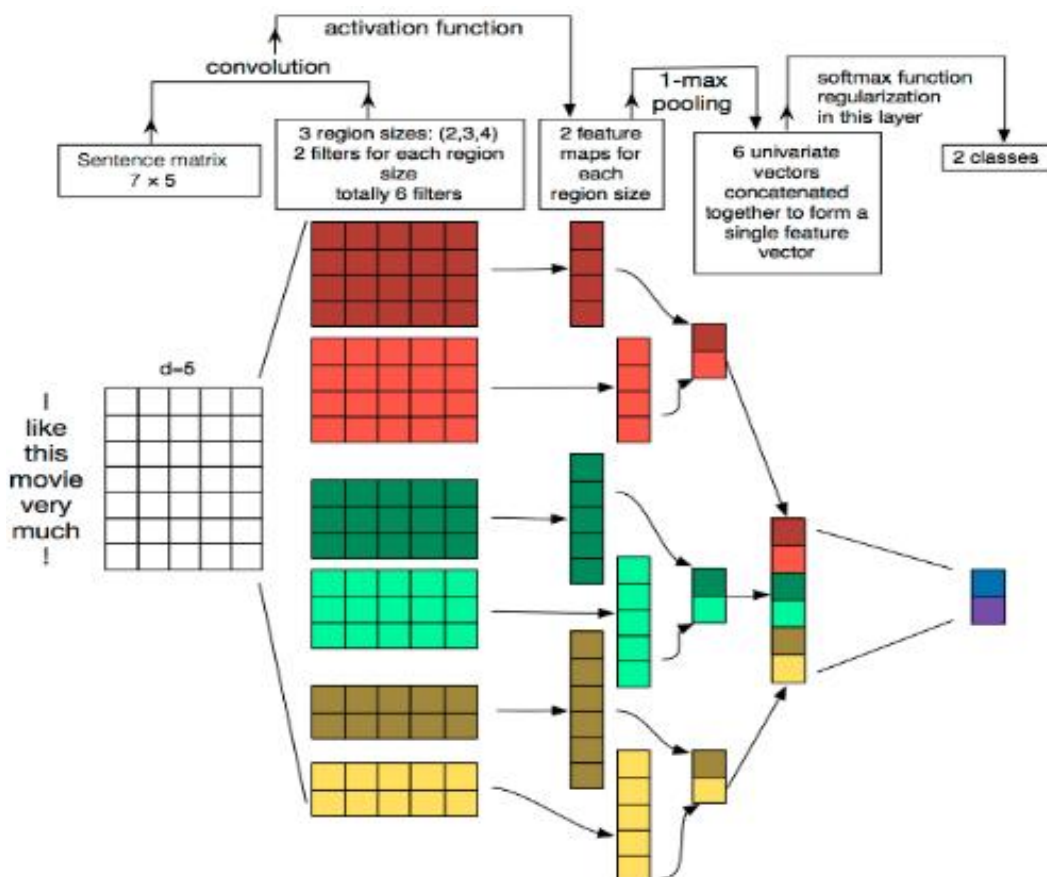 activation function
convolution
1-max
pooling
softmax function
regularization
in this layer
Sentence matrix
7 × 5
3 region sizes: (2,3,4)
2 filters for each region
size
totally 6 filters
2 feature
maps for
each
region size
6 univariate
vectors
concatenated
together to form a
single feature
vector
2 classes
d=5
I
like
this
movie
very
much
!